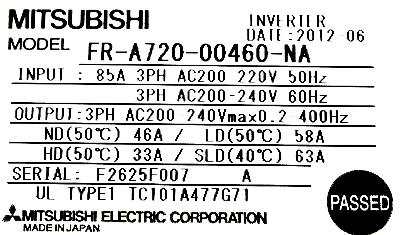 MITSUBISHI
INVERTER
DATE:2012-06
MODEL FR-A720-00460-NA
INPUT : 85A 3PH AC200 220V 50Hz
3PH AC200-240V 60Hz
OUTPUT:3PH AC200 240Vmax0.2 400Hz
ND(50℃) 46A / LD(50℃) 58A
HD(50℃) 33A / SLD(40℃) 63A
SERIAL: F2625F007 A
UL TYPE1 TC101A477G71
PASSED
MITSUBISHI ELECTRIC CORPORATION
MADE IN JAPAN